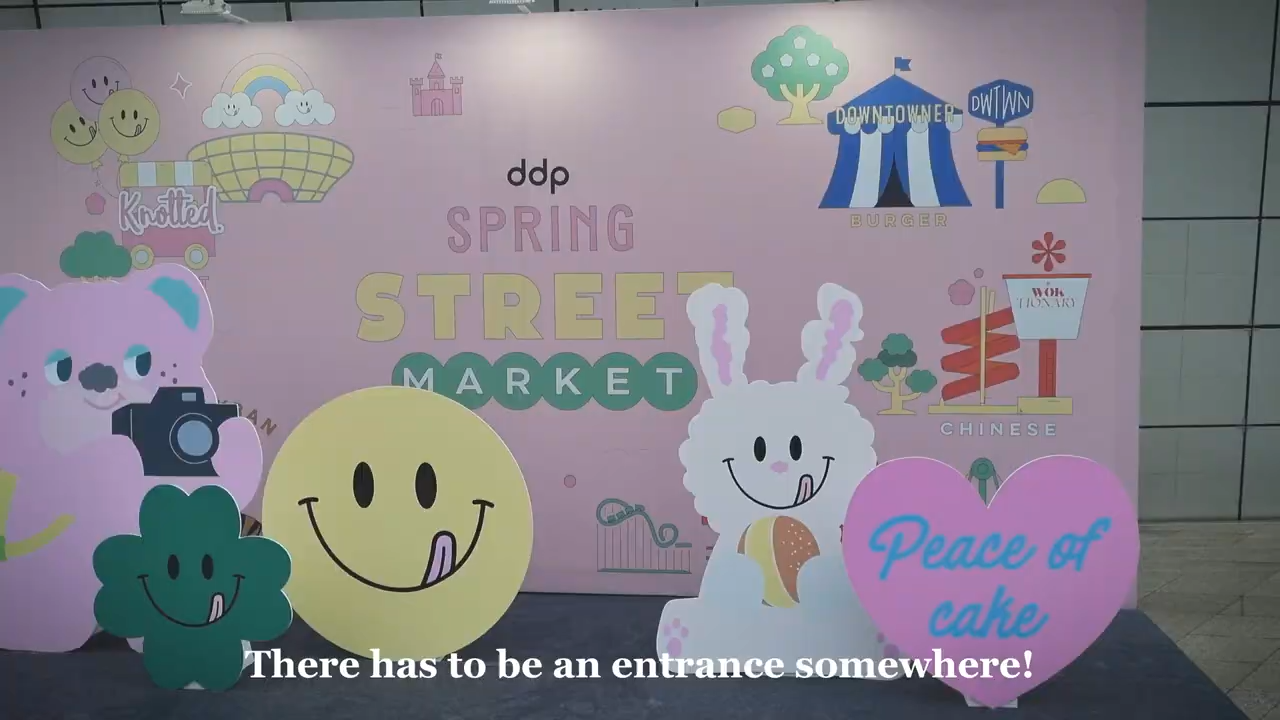 ddp
SPRING
STREET
MARKET
Knotted
DOWNTOWNER
BURGER
DWTWN
WOK
TIONARY
CHINESE
Peace of
cake
There has to be an entrance somewhere!